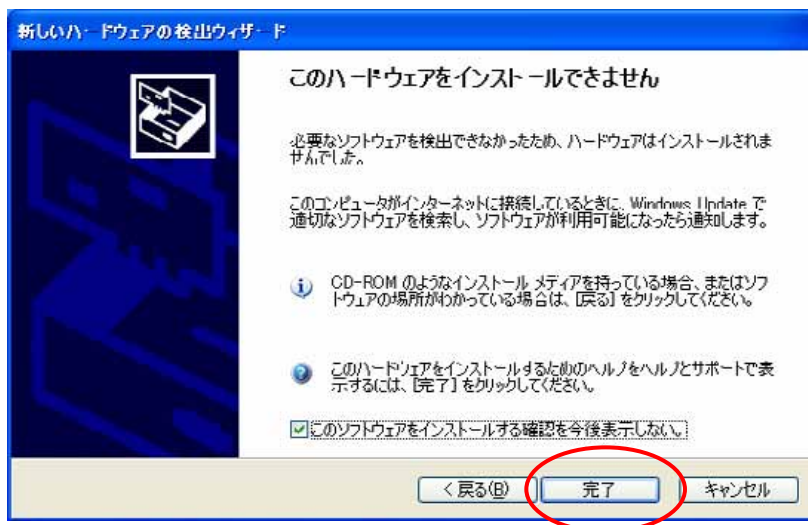 新しいハードウェアの検出ウィザード
このハードウェアをインストールできません
必要なソフトウェアを検出できなかったため、ハードウェアはインストールされま
せんでした。
このコンピュータがインターネットに接続しているときに、Windows Update で
適切なソフトウェアを検索し、ソフトウェアが利用可能になったら通知します。
CD-ROM のようなインストール メディアを持っている場合、またはソフ
トウェアの場所がわかっている場合は、[戻る] をクリックしてください。
このハードウェアをインストールするためのヘルプをヘルプとサポートで表
示するには、[完了] をクリックしてください。
このソフトウェアをインストールする確認を今後表示しない。
< 戻る(B)
完了
キャンセル